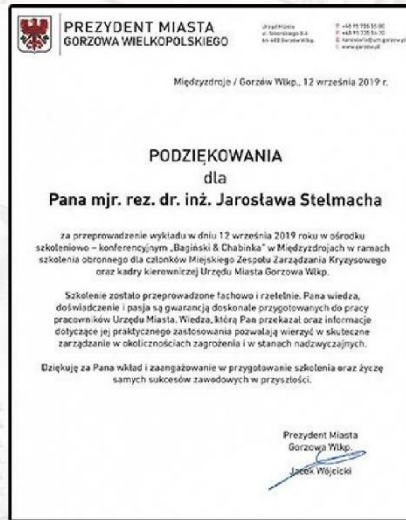 PREZYDENT MIASTA
GORZOWA WIELKOPOLSKIEGO
Urząd Miasta
Międzyzdroje / Gorzów Wlkp., 12 września 2019 r.
PODZIĘKOWANIA
dla
Pana mjr. rez. dr. inż. Jarosława Stelmacha
za przeprowadzenie wykładu w dniu 12 września 2019 roku w ośrodku
szkoleniowo – konferencyjnym „Bagiński & Chabinka" w Międzyzdrojach w ramach
szkolenia obronnego dla członków Miejskiego Zespołu Zarządzania Kryzysowego
oraz kadry kierowniczej Urzędu Miasta Gorzowa Wlkp.
Szkolenie zostało przeprowadzone fachowo i rzetelnie. Pana wiedza,
doświadczenie i pasja są gwarancją doskonale przygotowanych do pracy
pracowników Urzędu Miasta. Wiedza, którą Pan przekazał oraz informacje
dotyczące jej praktycznego zastosowania pozwalają wierzyć w skuteczne
zarządzanie w okolicznościach zagrożenia i w stanach nadzwyczajnych.
Dziękuję za Pana wkład i zaangażowanie w przygotowanie szkolenia oraz życzę
samych sukcesów zawodowych w przyszłości.
Prezydent Miasta
Gorzowa Wlkp.
Jacek Wójcicki